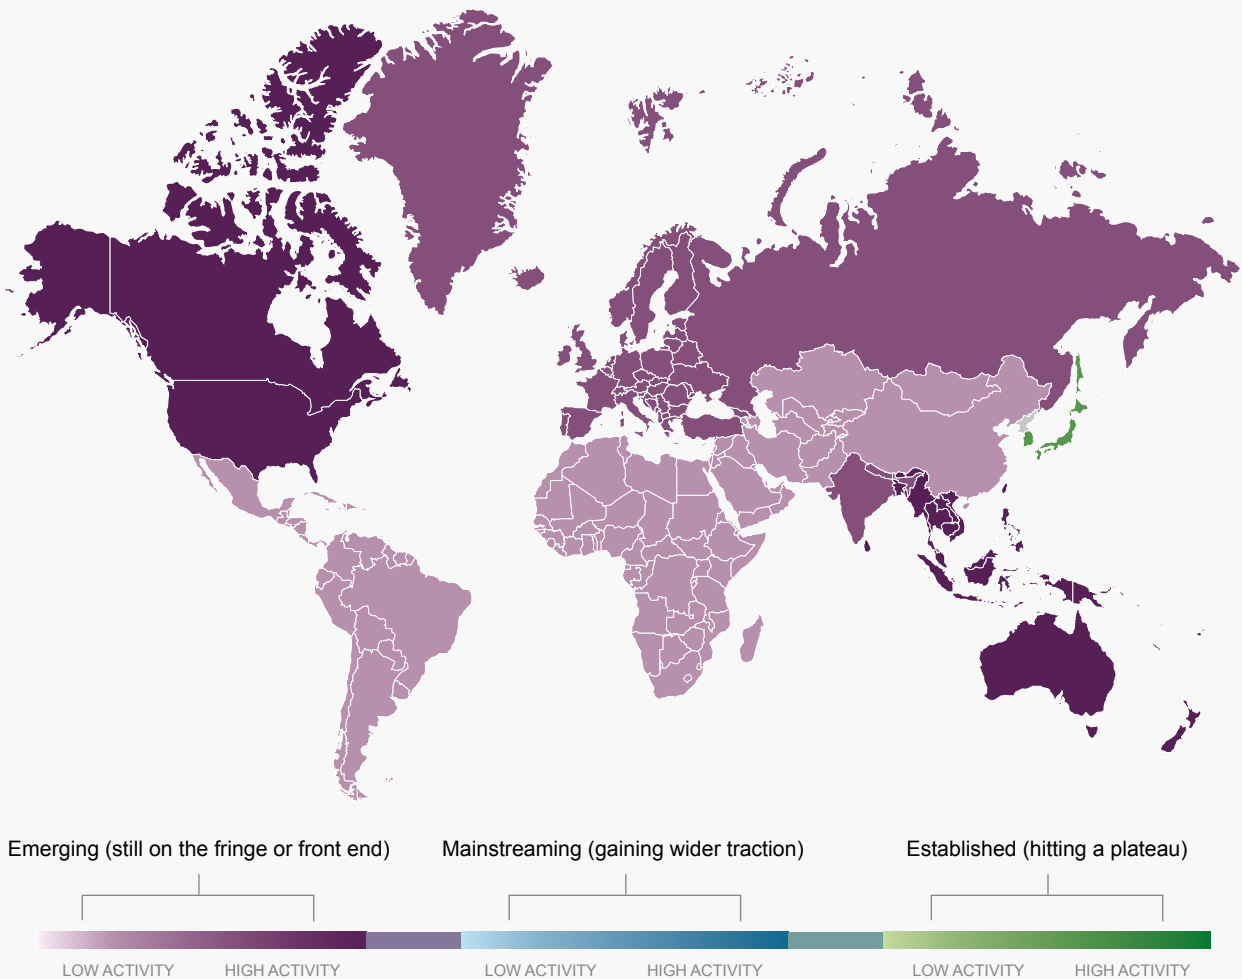 Emerging (still on the fringe or front end)
Mainstreaming (gaining wider traction)
Established (hitting a plateau)
LOW ACTIVITY
HIGH ACTIVITY
LOW ACTIVITY
HIGH ACTIVITY
LOW ACTIVITY
HIGH ACTIVITY